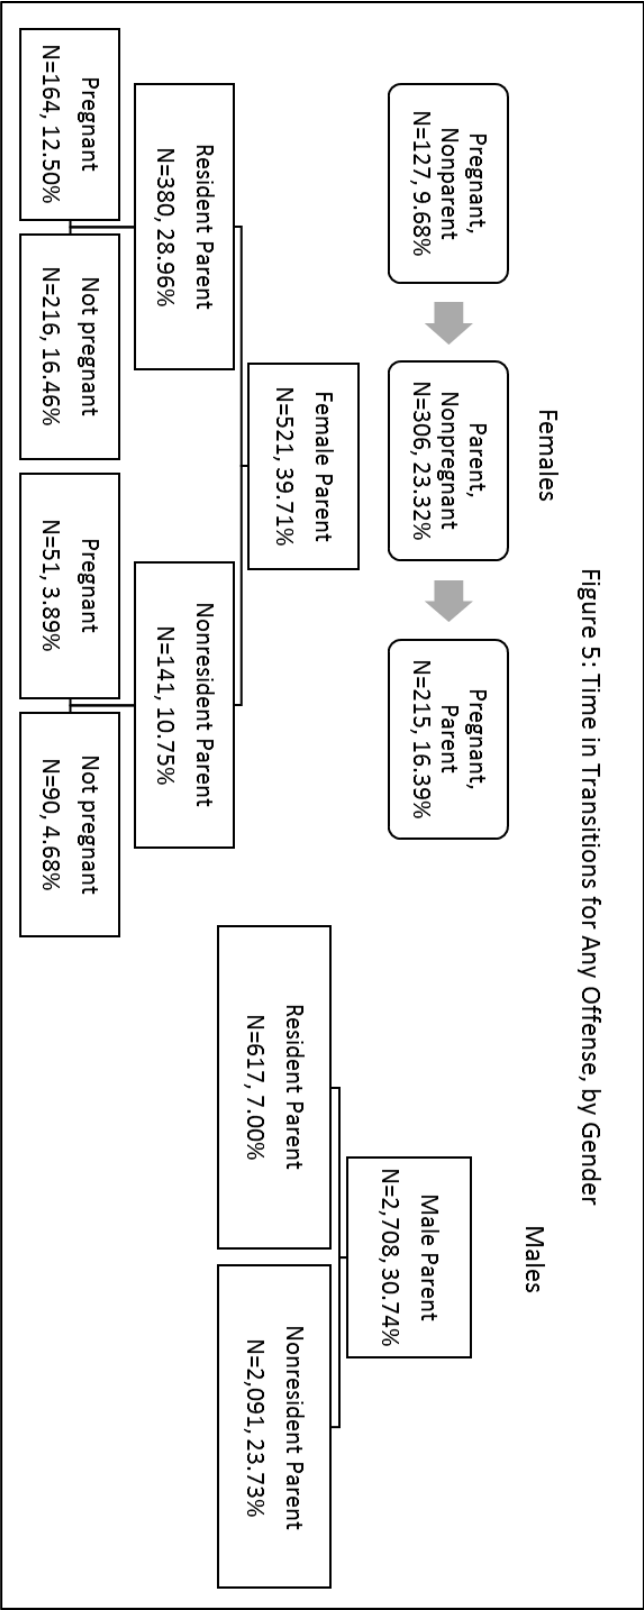 Figure 5: Time in Transitions for Any Offense, by Gender
Females
Males
Pregnant,
Nonparent
N=127, 9.68%
Parent,
Nonpregnant
N=306, 23.32%
Pregnant,
Parent
N=215, 16.39%
Female Parent
N=521, 39.71%
Male Parent
N=2,708, 30.74%
Resident Parent
N=380, 28.96%
Nonresident Parent
N=141, 10.75%
Resident Parent
N=617, 7.00%
Nonresident Parent
N=2,091, 23.73%
Pregnant
N=164, 12.50%
Not pregnant
N=216, 16.46%
Pregnant
N=51, 3.89%
Not pregnant
N=90, 4.68%